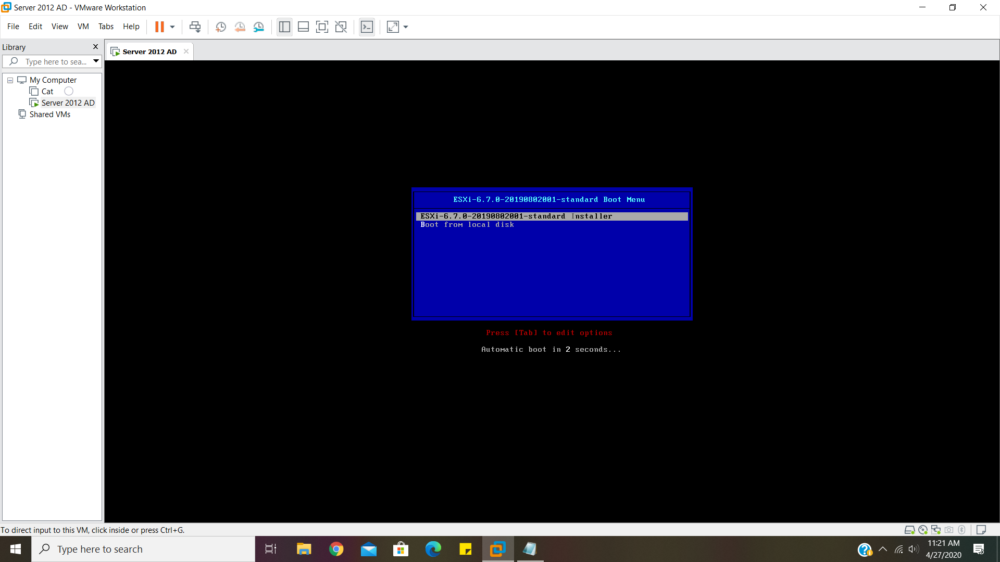 Server 2012 AD - VMware Workstation
File Edit View VM Tabs Help
Library
Type here to sea...
My Computer
Cat
Server 2012 AD
Shared VMs
Server 2012 AD
ESXi-6.7.0-20190802001-standard Boot Menu
ESXi-6.7.0-20190802001-standard Installer
Boot from local disk
Press [Tab] to edit options
Automatic boot in 2 seconds...
To direct input to this VM, click inside or press Ctrl+G.
Type here to search
11:21 AM
4/27/2020